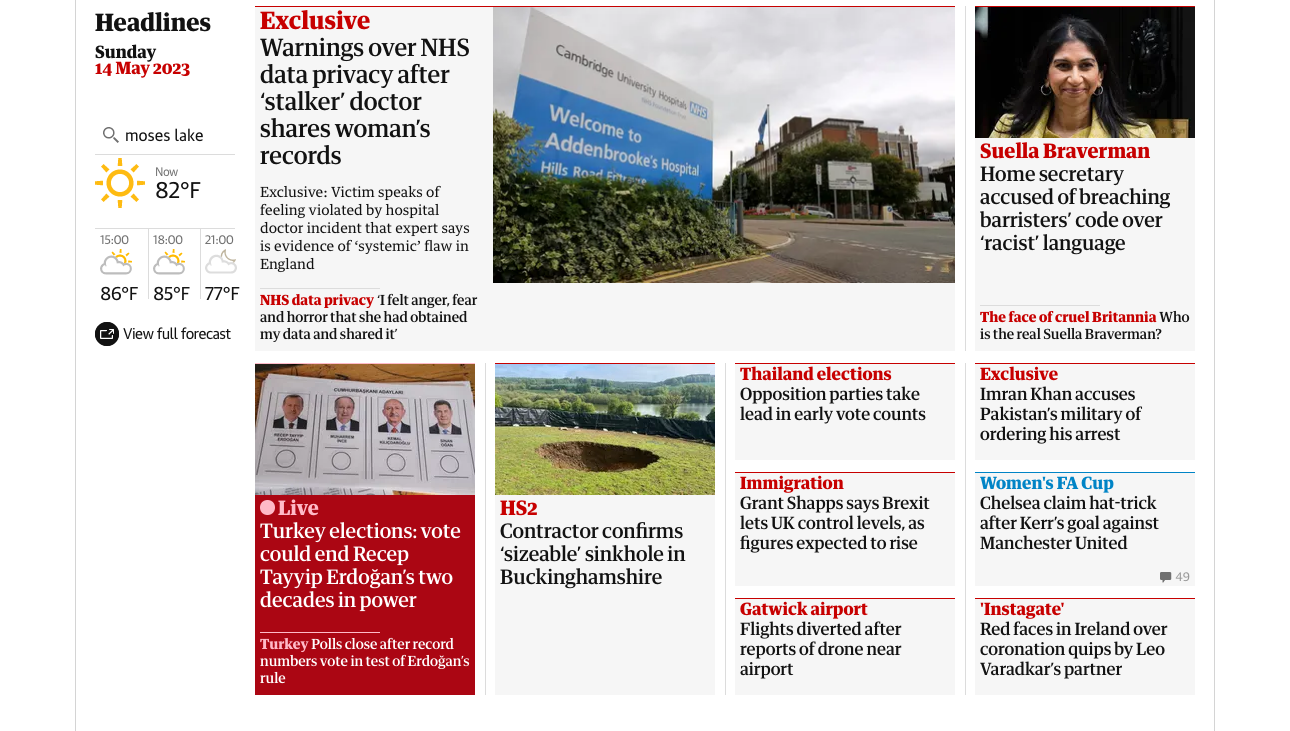 Headlines
Sunday
14 May 2023
moses lake
Now
82°F
15:00
18:00
21:00
86°F
85°F
77°F
View full forecast
Exclusive
Warnings over NHS
data privacy after
‘stalker’ doctor
shares woman’s
records
Exclusive: Victim speaks of
feeling violated by hospital
doctor incident that expert says
is evidence of ‘systemic’ flaw in
England
NHS data privacy ‘I felt anger, fear
and horror that she had obtained
my data and shared it’
Cambridge University Hospitals
NHS
Welcome to
Addenbrooke's Hospital
Hills Road Entrance
Suella Braverman
Home secretary
accused of breaching
barristers’ code over
‘racist’ language
The face of cruel Britannia Who
is the real Suella Braverman?
CUMHURBAŞKANI ADAYLARI
RECEP TAYYİP
ERDOĞAN
MUHARREM
İNCE
KEMAL
KILIÇDAROĞLU
SİNAN
OĞAN
Live
Turkey elections: vote
could end Recep
Tayyip Erdoğan’s two
decades in power
Turkey Polls close after record
numbers vote in test of Erdoğan’s
rule
HS2
Contractor confirms
‘sizeable’ sinkhole in
Buckinghamshire
Thailand elections
Opposition parties take
lead in early vote counts
Immigration
Grant Shapps says Brexit
lets UK control levels, as
figures expected to rise
Gatwick airport
Flights diverted after
reports of drone near
airport
Exclusive
Imran Khan accuses
Pakistan’s military of
ordering his arrest
Women's FA Cup
Chelsea claim hat-trick
after Kerr’s goal against
Manchester United
49
'Instagate'
Red faces in Ireland over
coronation quips by Leo
Varadkar’s partner